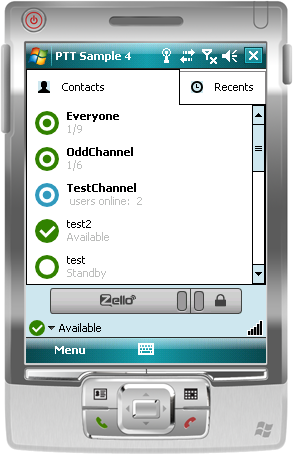 PTT Sample 4
Contacts
Recents
Everyone
1/9
OddChannel
1/6
TestChannel
users online: 2
test2
Available
test
Standby
Zello
Available
Menu